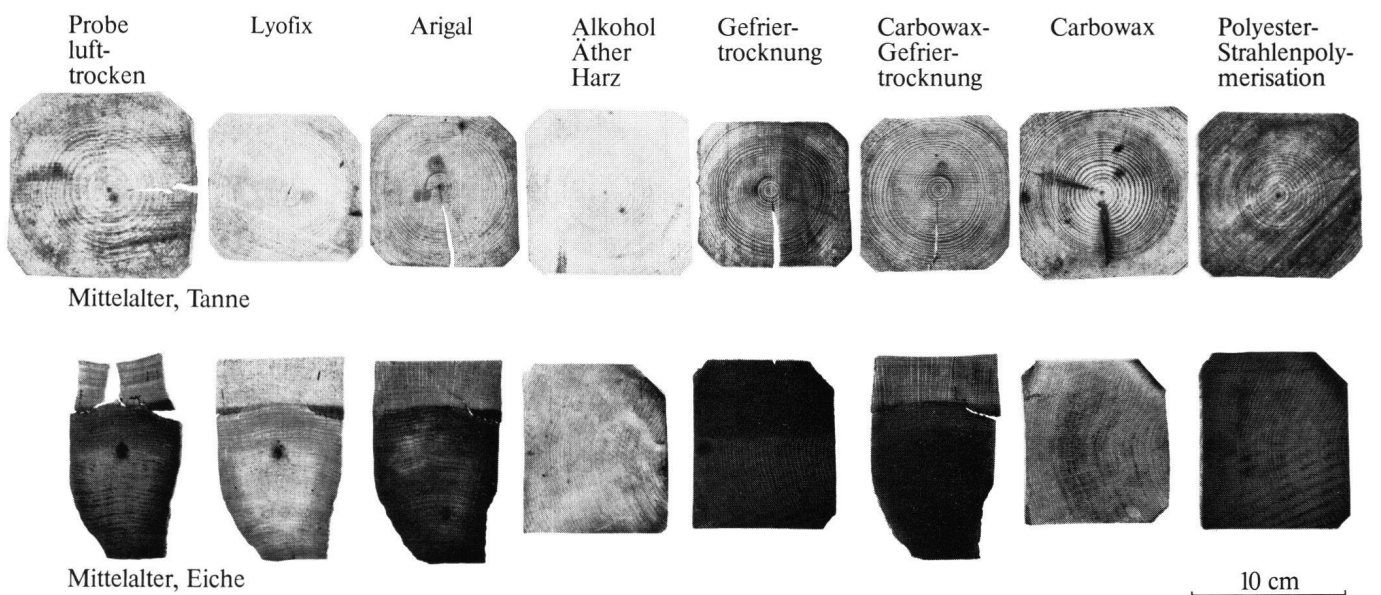 Probe
luft-
trocken
Lyofix
Arigal
Alkohol
Äther
Harz
Gefrier-
trocknung
Carbowax-
Gefrier-
trocknung
Carbowax
Polyester-
Strahlenpoly-
merisation
Mittelalter, Tanne
Mittelalter, Eiche
10 cm